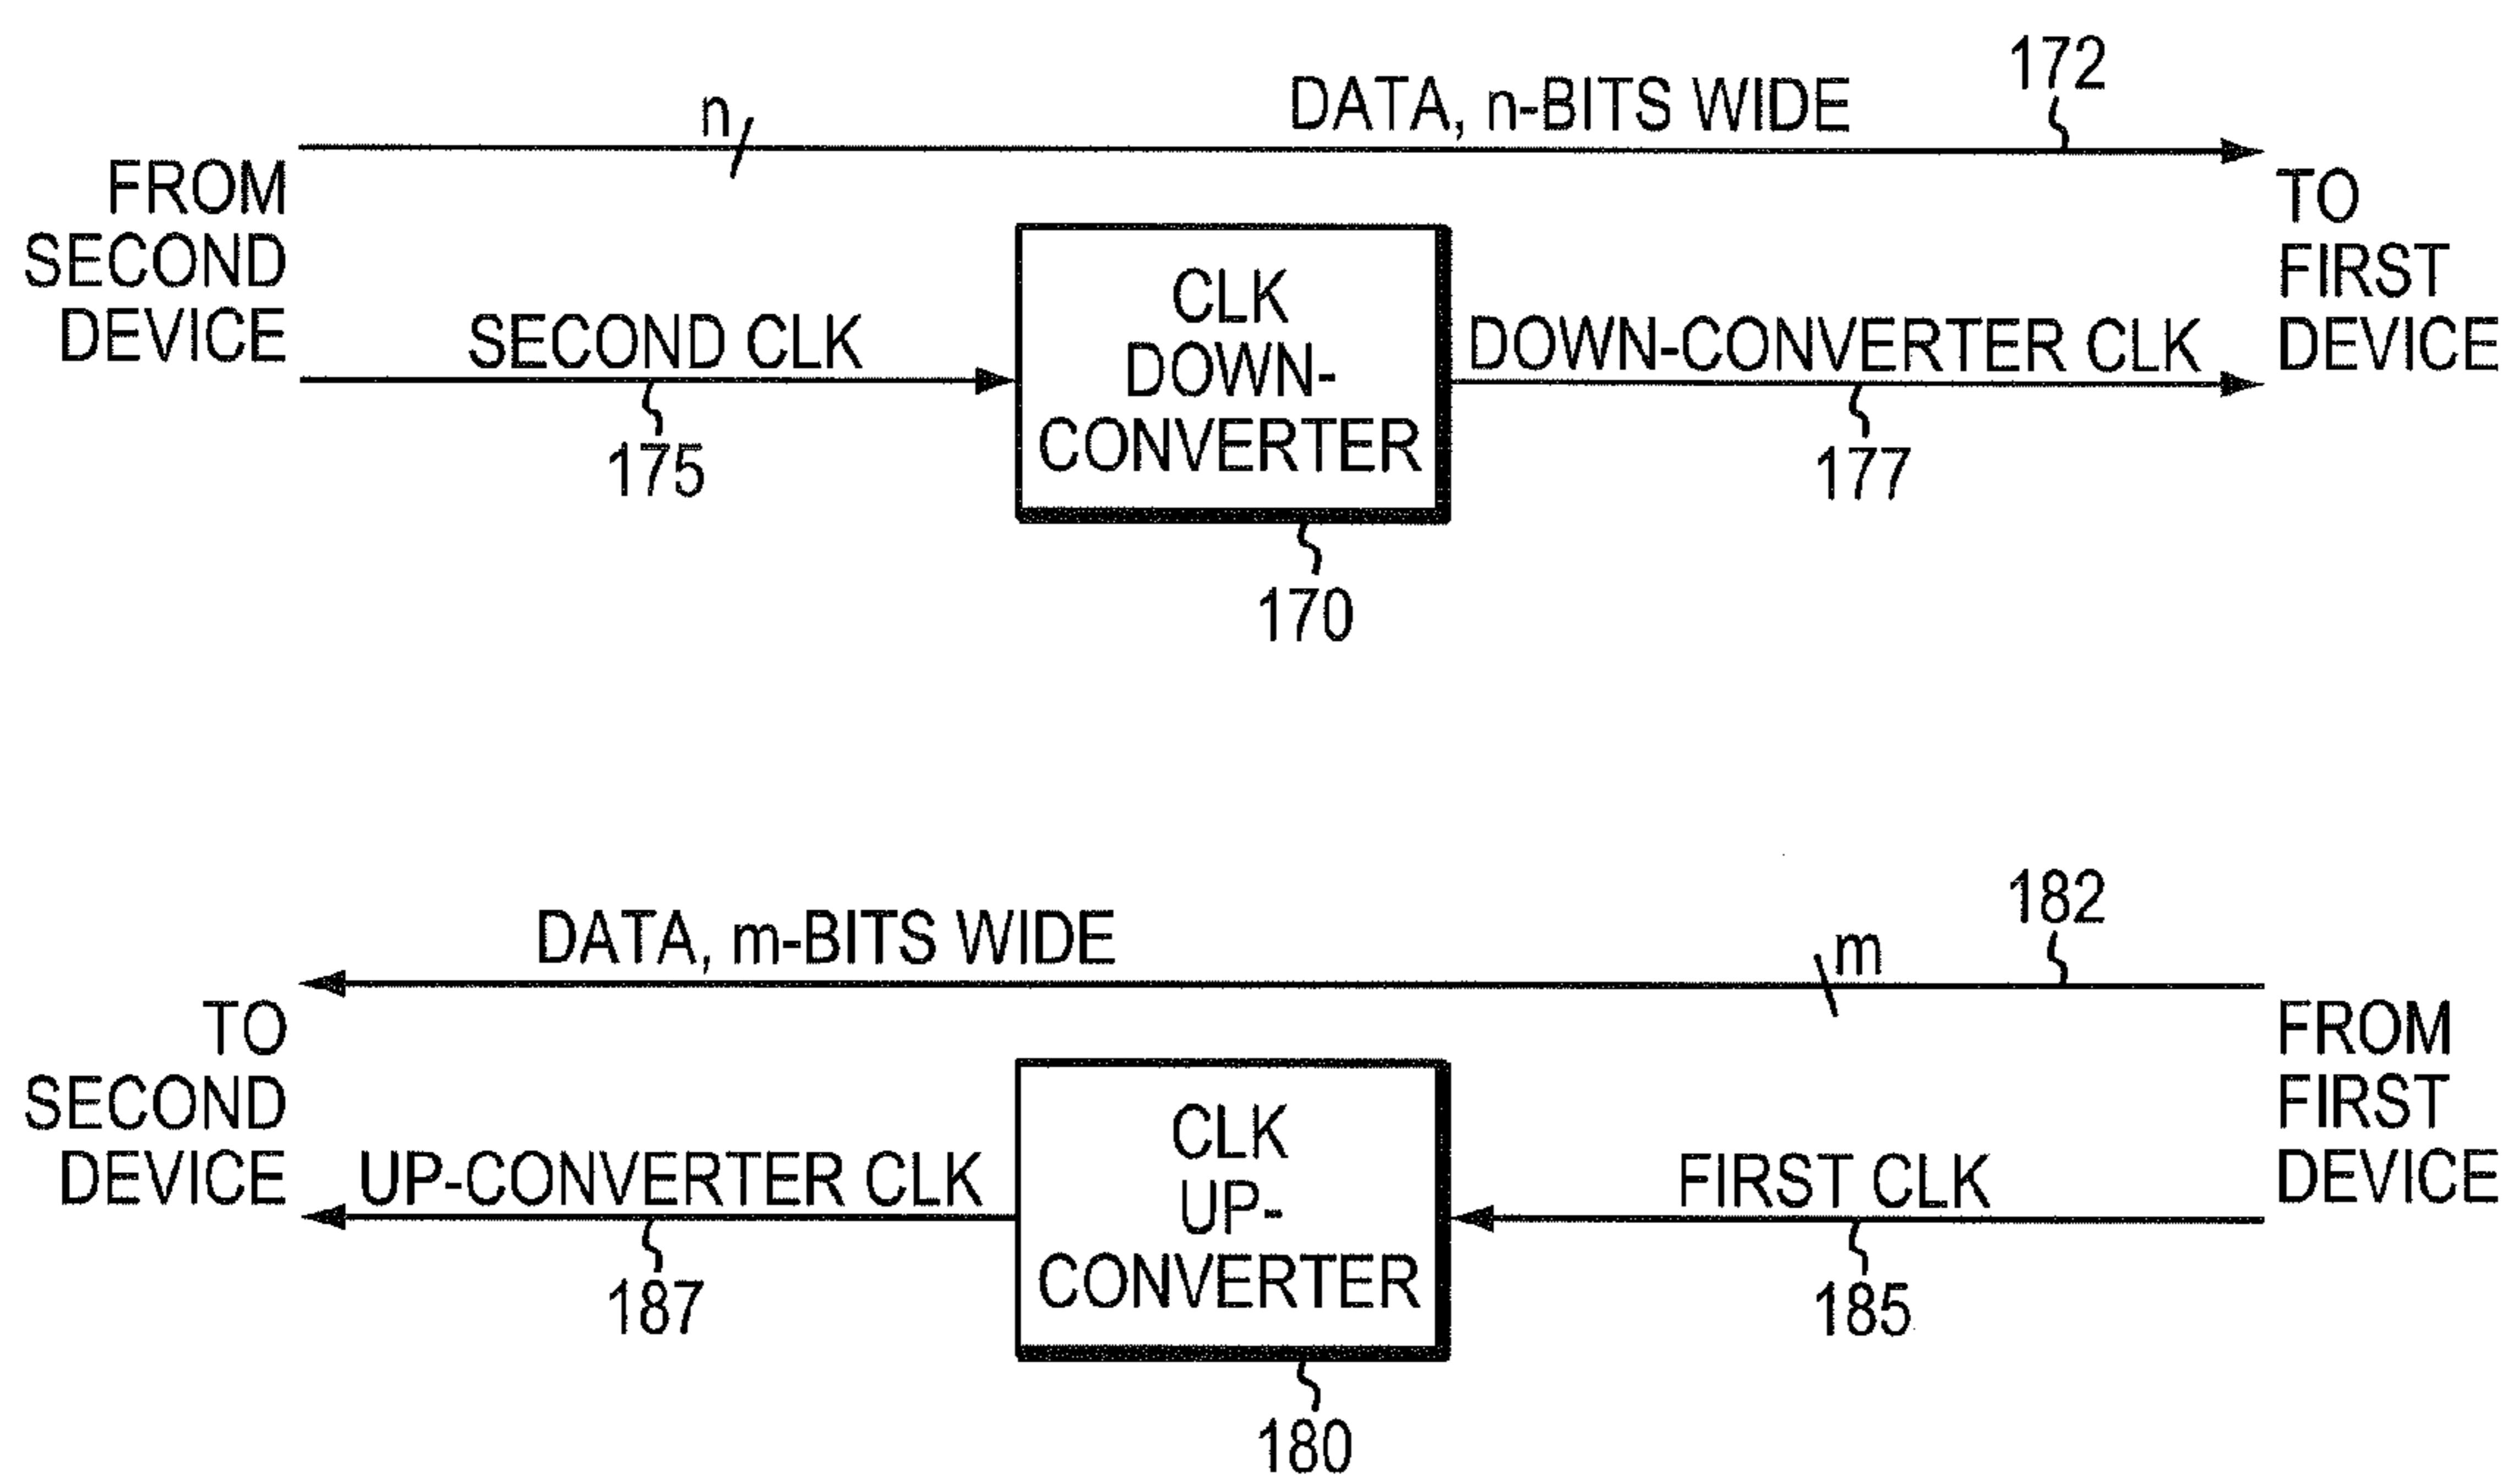 172
n
DATA, n-BITS WIDE
FROM
SECOND
DEVICE
TO
FIRST
DEVICE
SECOND CLK
CLK
DOWN-
CONVERTER
DOWN-CONVERTER CLK
175
177
170
182
DATA, m-BITS WIDE
m
TO
SECOND
DEVICE
FROM
FIRST
DEVICE
UP-CONVERTER CLK
CLK
UP-
CONVERTER
FIRST CLK
187
185
180